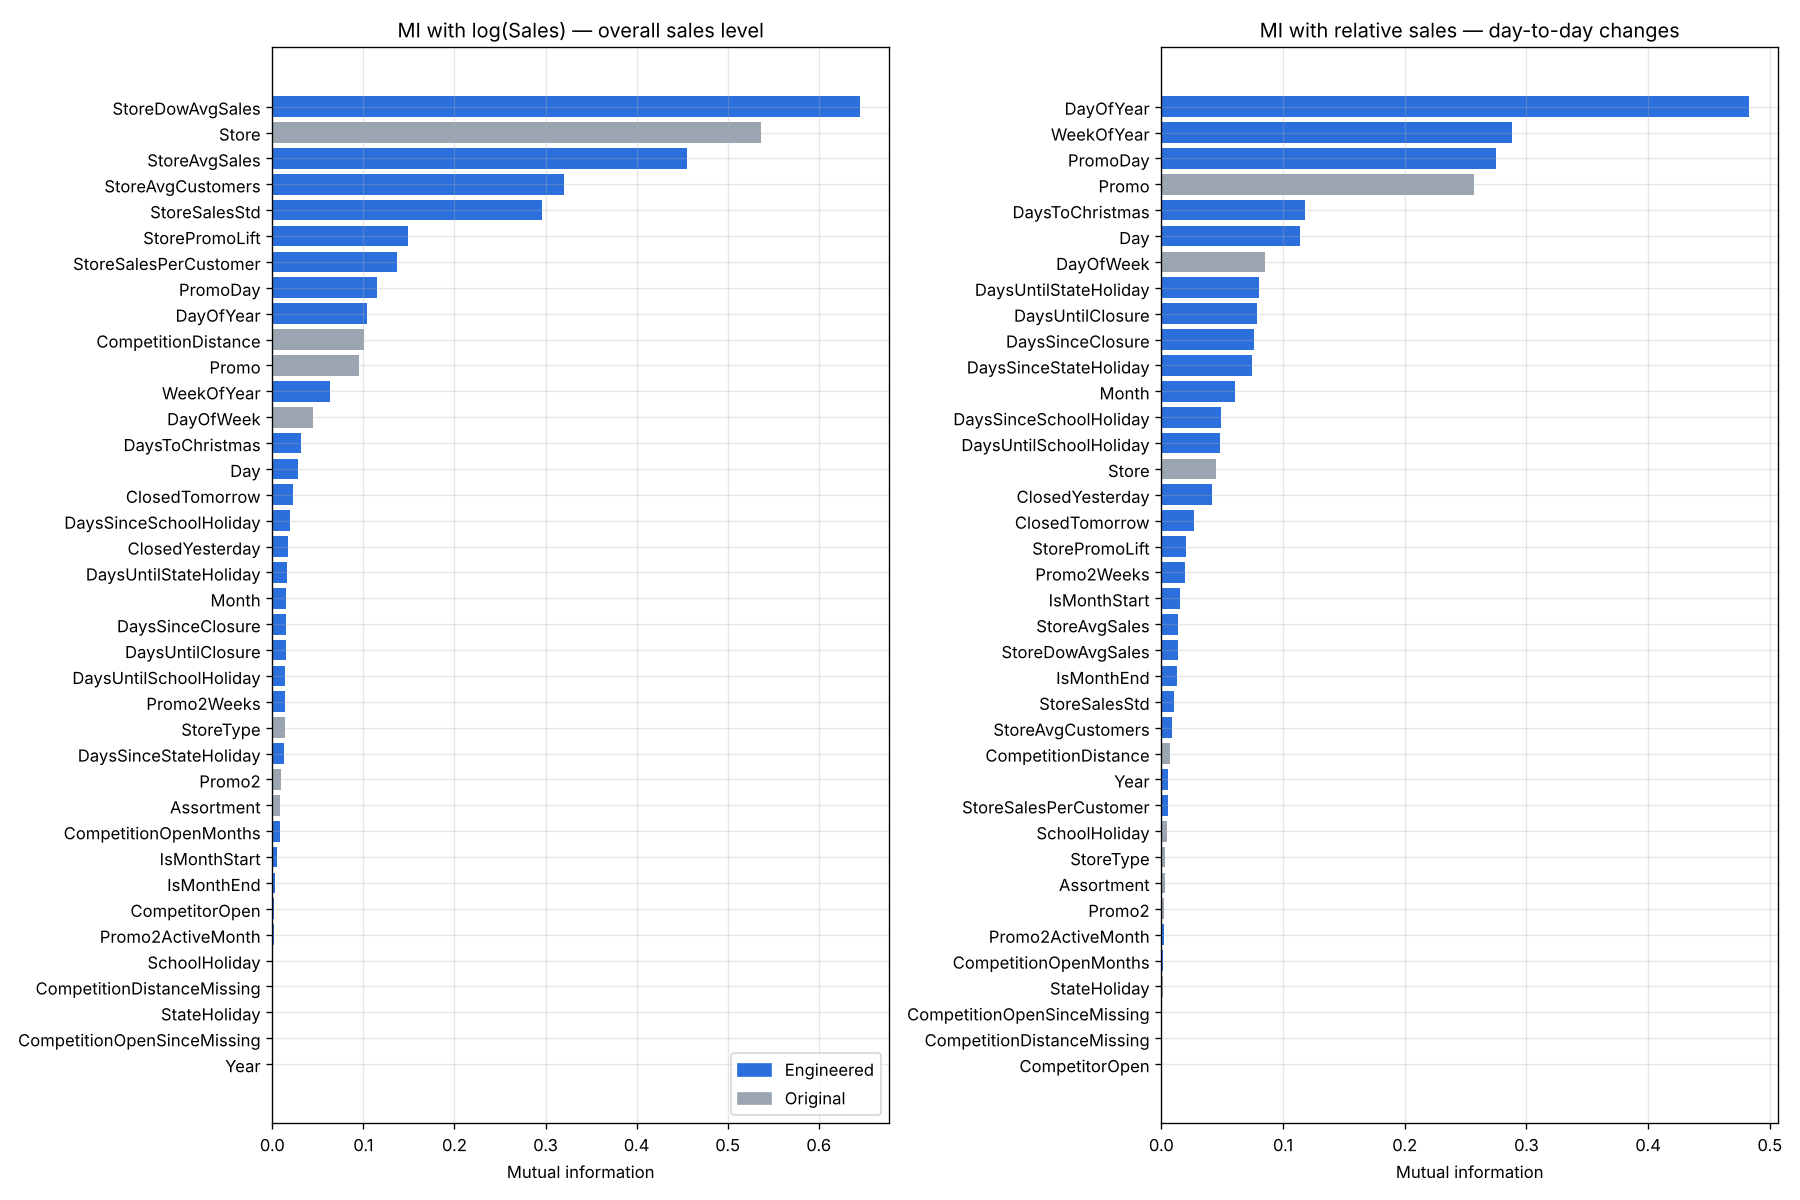 MI with log(Sales) — overall sales level
StoreDowAvgSales
Store
StoreAvgSales
StoreAvgCustomers
StoreSalesStd
StorePromoLift
StoreSalesPerCustomer
PromoDay
DayOfYear
CompetitionDistance
Promo
WeekOfYear
DayOfWeek
DaysToChristmas
Day
ClosedTomorrow
DaysSinceSchoolHoliday
ClosedYesterday
DaysUntilStateHoliday
Month
DaysSinceClosure
DaysUntilClosure
DaysUntilSchoolHoliday
Promo2Weeks
StoreType
DaysSinceStateHoliday
Promo2
Assortment
CompetitionOpenMonths
IsMonthStart
IsMonthEnd
CompetitorOpen
Promo2ActiveMonth
SchoolHoliday
CompetitionDistanceMissing
StateHoliday
CompetitionOpenSinceMissing
Year
Engineered
Original
0.0 0.1 0.2 0.3 0.4 0.5 0.6
Mutual information
MI with relative sales — day-to-day changes
DayOfYear
WeekOfYear
PromoDay
Promo
DaysToChristmas
Day
DayOfWeek
DaysUntilStateHoliday
DaysUntilClosure
DaysSinceClosure
DaysSinceStateHoliday
Month
DaysSinceSchoolHoliday
DaysUntilSchoolHoliday
Store
ClosedYesterday
ClosedTomorrow
StorePromoLift
Promo2Weeks
IsMonthStart
StoreAvgSales
StoreDowAvgSales
IsMonthEnd
StoreSalesStd
StoreAvgCustomers
CompetitionDistance
Year
StoreSalesPerCustomer
SchoolHoliday
StoreType
Assortment
Promo2
Promo2ActiveMonth
CompetitionOpenMonths
StateHoliday
CompetitionOpenSinceMissing
CompetitionDistanceMissing
CompetitorOpen
0.0 0.1 0.2 0.3 0.4 0.5
Mutual information